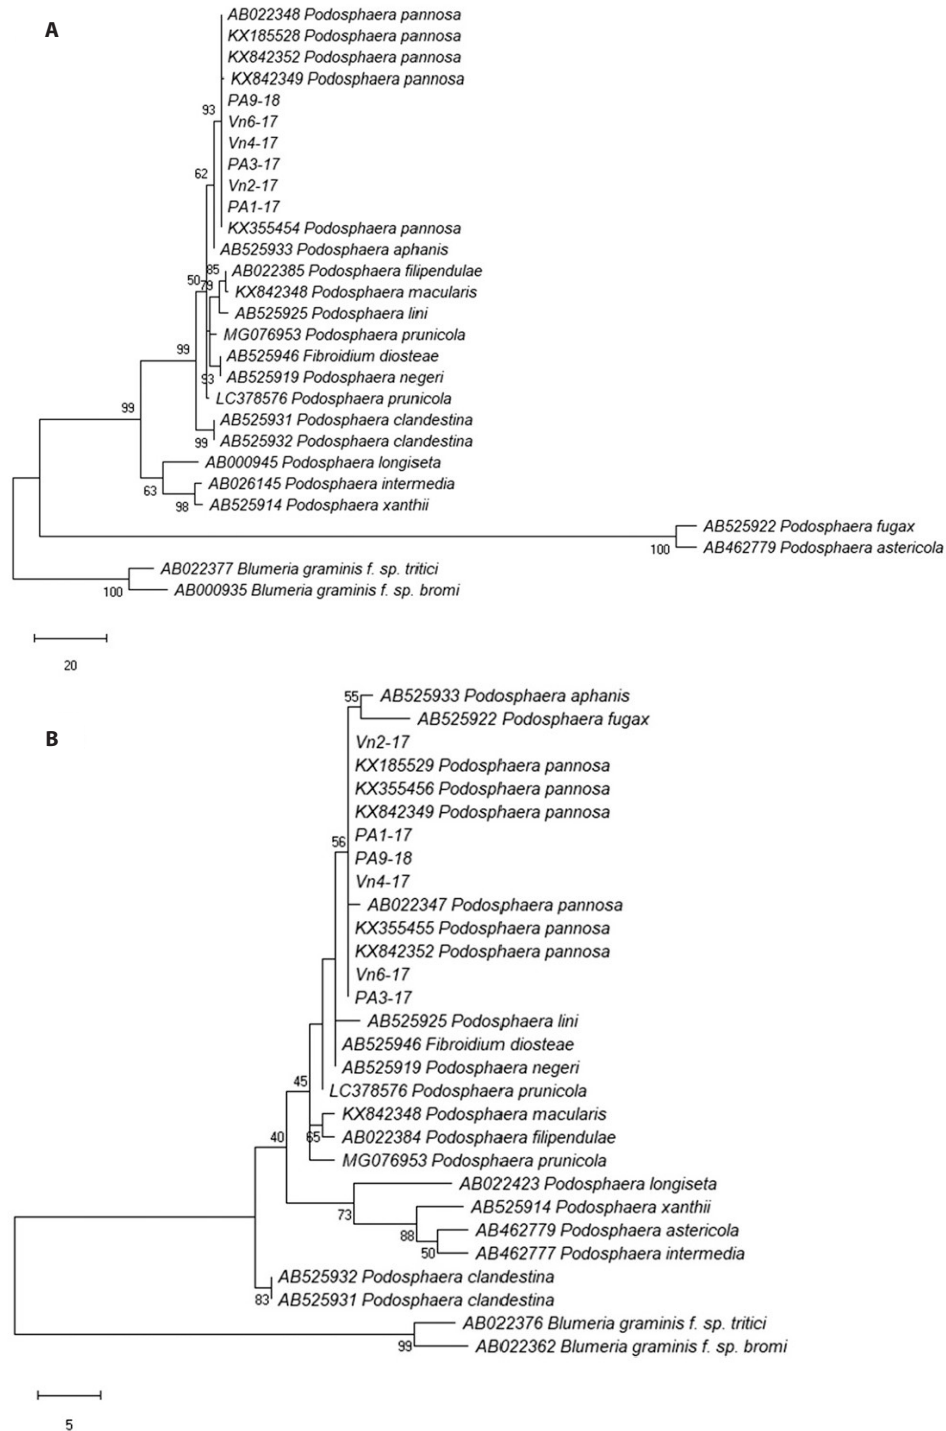 A
AB022348 Podosphaera pannosa
KX185528 Podosphaera pannosa
KX842352 Podosphaera pannosa
KX842349 Podosphaera pannosa
PA9-18
93
Vn6-17
Vn4-17
PA3-17
62
Vn2-17
PA1-17
KX355454 Podosphaera pannosa
AB525933 Podosphaera aphanis
85
AB022385 Podosphaera filipendulae
50
79
KX842348 Podosphaera macularis
AB525925 Podosphaera lini
MG076953 Podosphaera prunicola
99
AB525946 Fibroidium diosteae
93
AB525919 Podosphaera negeri
LC378576 Podosphaera prunicola
99
AB525931 Podosphaera clandestina
99
AB525932 Podosphaera clandestina
AB000945 Podosphaera longiseta
63
AB026145 Podosphaera intermedia
98
AB525914 Podosphaera xanthii
AB525922 Podosphaera fugax
100
AB462779 Podosphaera astericola
AB022377 Blumeria graminis f. sp. tritici
100
AB000935 Blumeria graminis f. sp. bromi
20
B
55
AB525933 Podosphaera aphanis
AB525922 Podosphaera fugax
Vn2-17
KX185529 Podosphaera pannosa
KX355456 Podosphaera pannosa
KX842349 Podosphaera pannosa
PA1-17
56
PA9-18
Vn4-17
AB022347 Podosphaera pannosa
KX355455 Podosphaera pannosa
KX842352 Podosphaera pannosa
Vn6-17
PA3-17
AB525925 Podosphaera lini
AB525946 Fibroidium diosteae
AB525919 Podosphaera negeri
45
LC378576 Podosphaera prunicola
KX842348 Podosphaera macularis
40
65
AB022384 Podosphaera filipendulae
MG076953 Podosphaera prunicola
AB022423 Podosphaera longiseta
73
AB525914 Podosphaera xanthii
88
AB462779 Podosphaera astericola
50
AB462777 Podosphaera intermedia
AB525932 Podosphaera clandestina
83
AB525931 Podosphaera clandestina
AB022376 Blumeria graminis f. sp. tritici
99
AB022362 Blumeria graminis f. sp. bromi
5